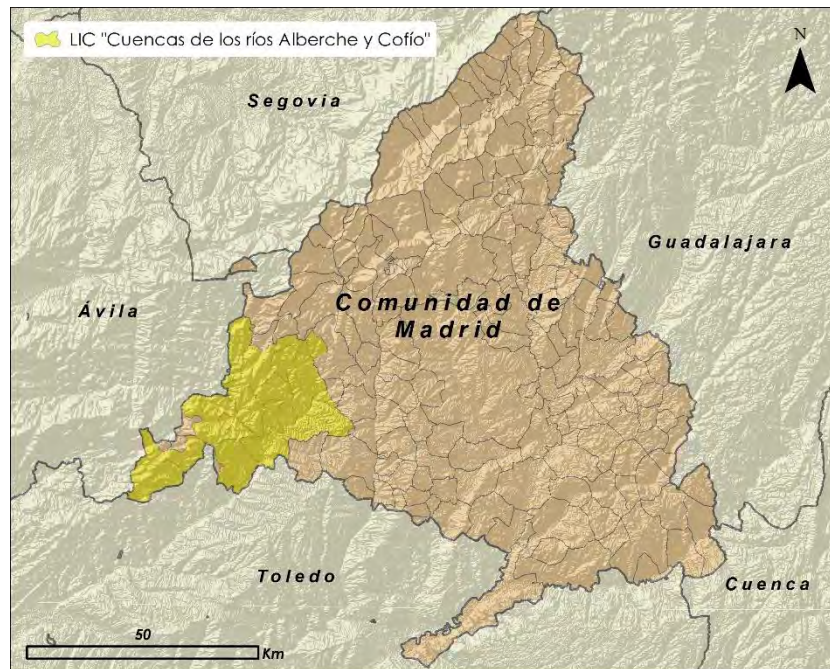 LIC "Cuencas de los ríos Alberche y Cofío"
N
Segovia
Guadalajara
Ávila
Comunidad de
Madrid
Toledo
Cuenca
50
Km